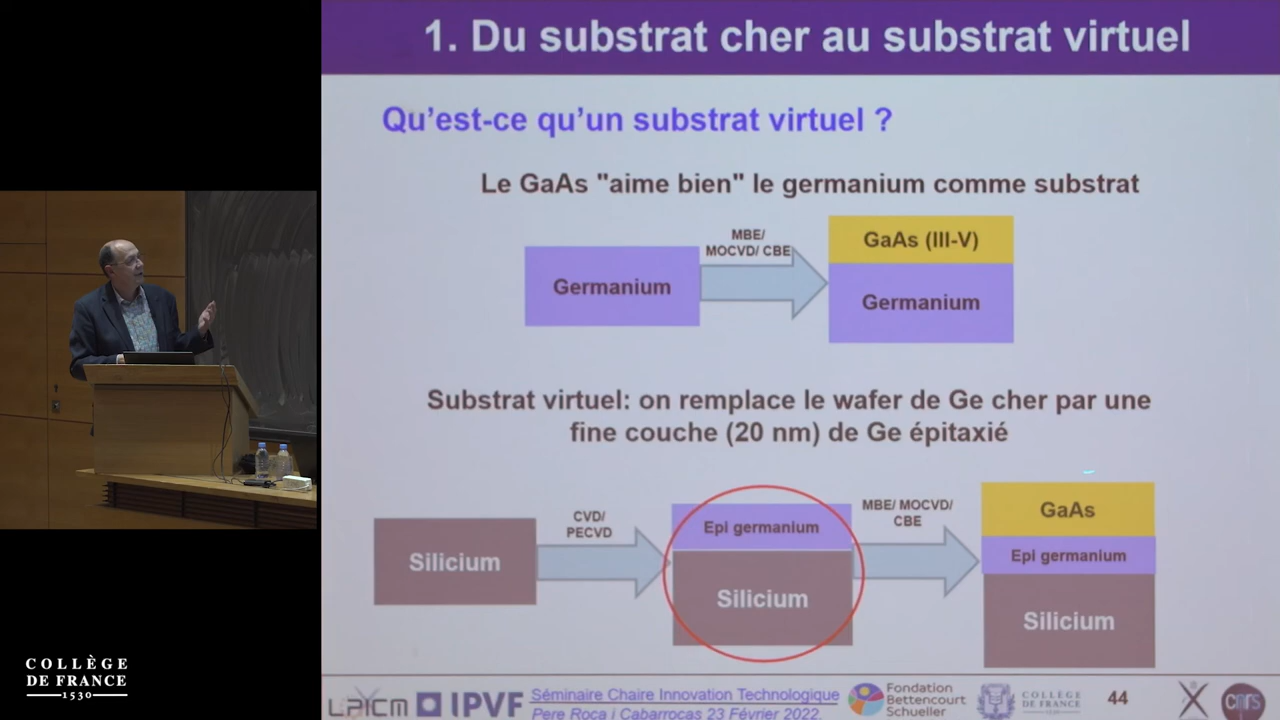 1. Du substrat cher au substrat virtuel
Qu'est-ce qu'un substrat virtuel ?
Le GaAs "aime bien" le germanium comme substrat
Germanium
MBE/
MOCVD/ CBE
GaAs (III-V)
Germanium
Substrat virtuel: on remplace le wafer de Ge cher par une
fine couche (20 nm) de Ge épitaxié
Silicium
CVD/
PECVD
Epi germanium
Silicium
MBE/ MOCVD/
CBE
GaAs
Epi germanium
Silicium
COLLÈGE
DE FRANCE
1530
LPICM
IPVF
Séminaire Chaire Innovation Technologique
Pere Roca i Cabarrocas 23 Février 2022.
Fondation
Bettencourt
Schueller
COLLÈGE
DE FRANCE
44
X
cnrs